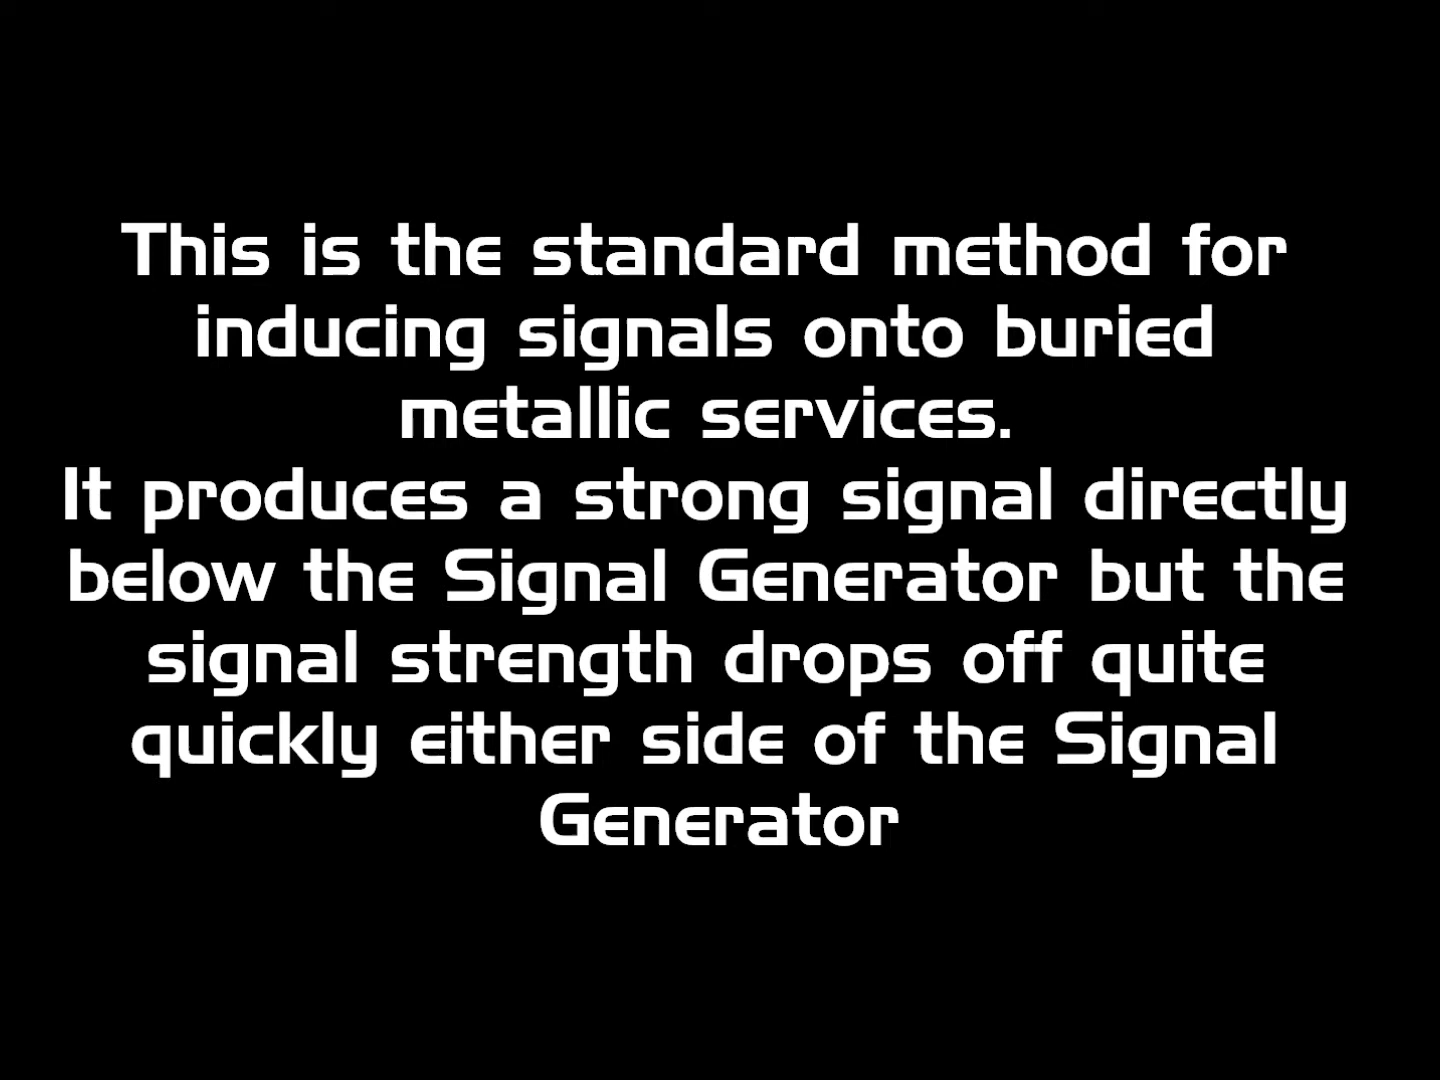 This is the standard method for
inducing signals onto buried
metallic services.
It produces a strong signal directly
below the Signal Generator but the
signal strength drops off quite
quickly either side of the Signal
Generator